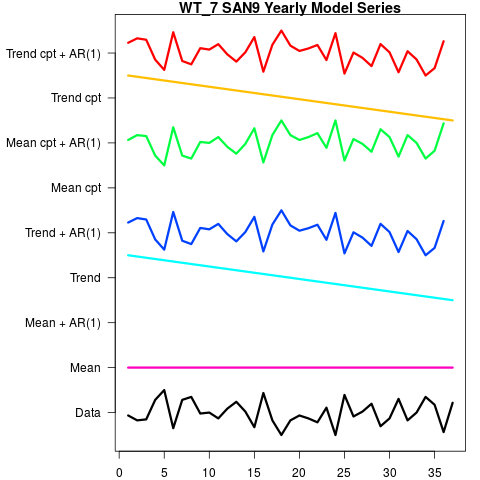 WT_7 SAN9 Yearly Model Series
Trend cpt + AR(1)
Trend cpt
Mean cpt + AR(1)
Mean cpt
Trend + AR(1)
Trend
Mean + AR(1)
Mean
Data
0 5 10 15 20 25 30 35